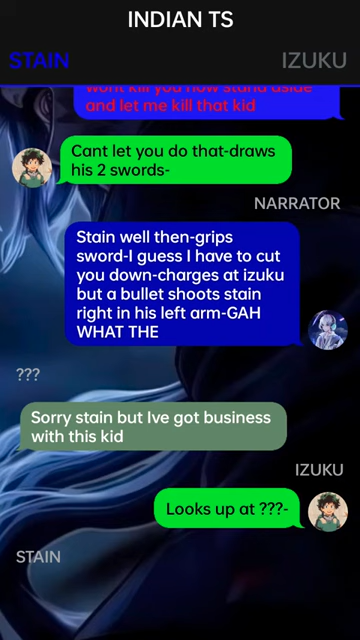 INDIAN TS
STAIN
IZUKU
wont kill you now stand aside
and let me kill that kid
Cant let you do that-draws
his 2 swords-
NARRATOR
Stain well then-grips
sword-I guess I have to cut
you down-charges at izuku
but a bullet shoots stain
right in his left arm-GAH
WHAT THE
???
Sorry stain but Ive got business
with this kid
IZUKU
Looks up at ???-
STAIN